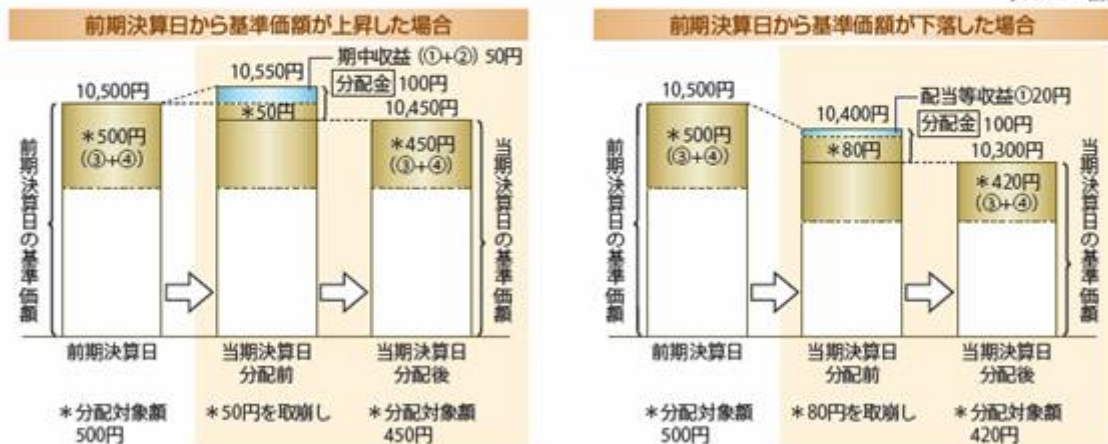 前期決算日から基準価額が上昇した場合
期中収益 (①+②) 50円
10,550円
分配金 100円
10,500円
10,450円
*50円
*500円
(③+④)
*450円
(③+④)
前期決算日の基準価額
当期決算日の基準価額
前期決算日
当期決算日
分配前
当期決算日
分配後
*分配対象額
500円
*50円を取崩し
*分配対象額
450円
前期決算日から基準価額が下落した場合
10,500円
配当等収益①20円
10,400円
分配金 100円
*500円
(③+④)
*80円
10,300円
*420円
(③+④)
前期決算日の基準価額
当期決算日の基準価額
前期決算日
当期決算日
分配前
当期決算日
分配後
*分配対象額
500円
*80円を取崩し
*分配対象額
420円